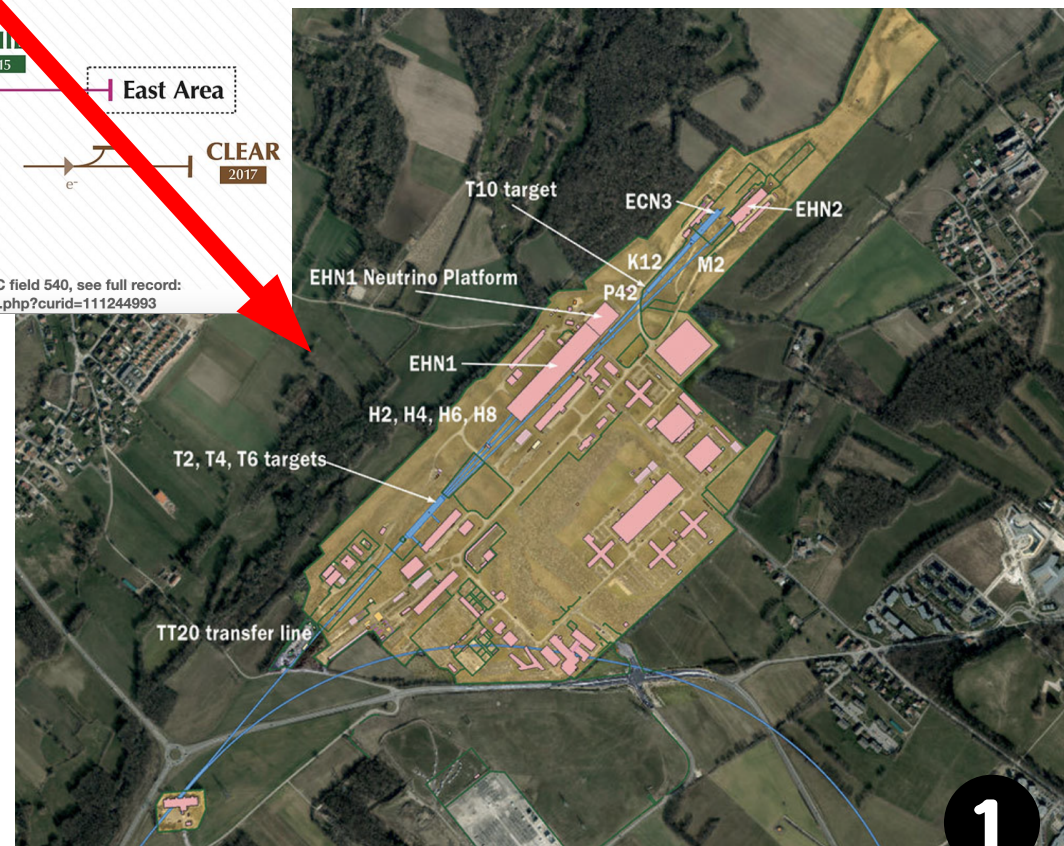 15
East Area
CLEAR
2017
e-
C field 540, see full record:
.php?curid=111244993
T10 target
ECN3
EHN2
K12
M2
EHN1 Neutrino Platform
P42
EHN1
H2, H4, H6, H8
T2, T4, T6 targets
TT20 transfer line
1